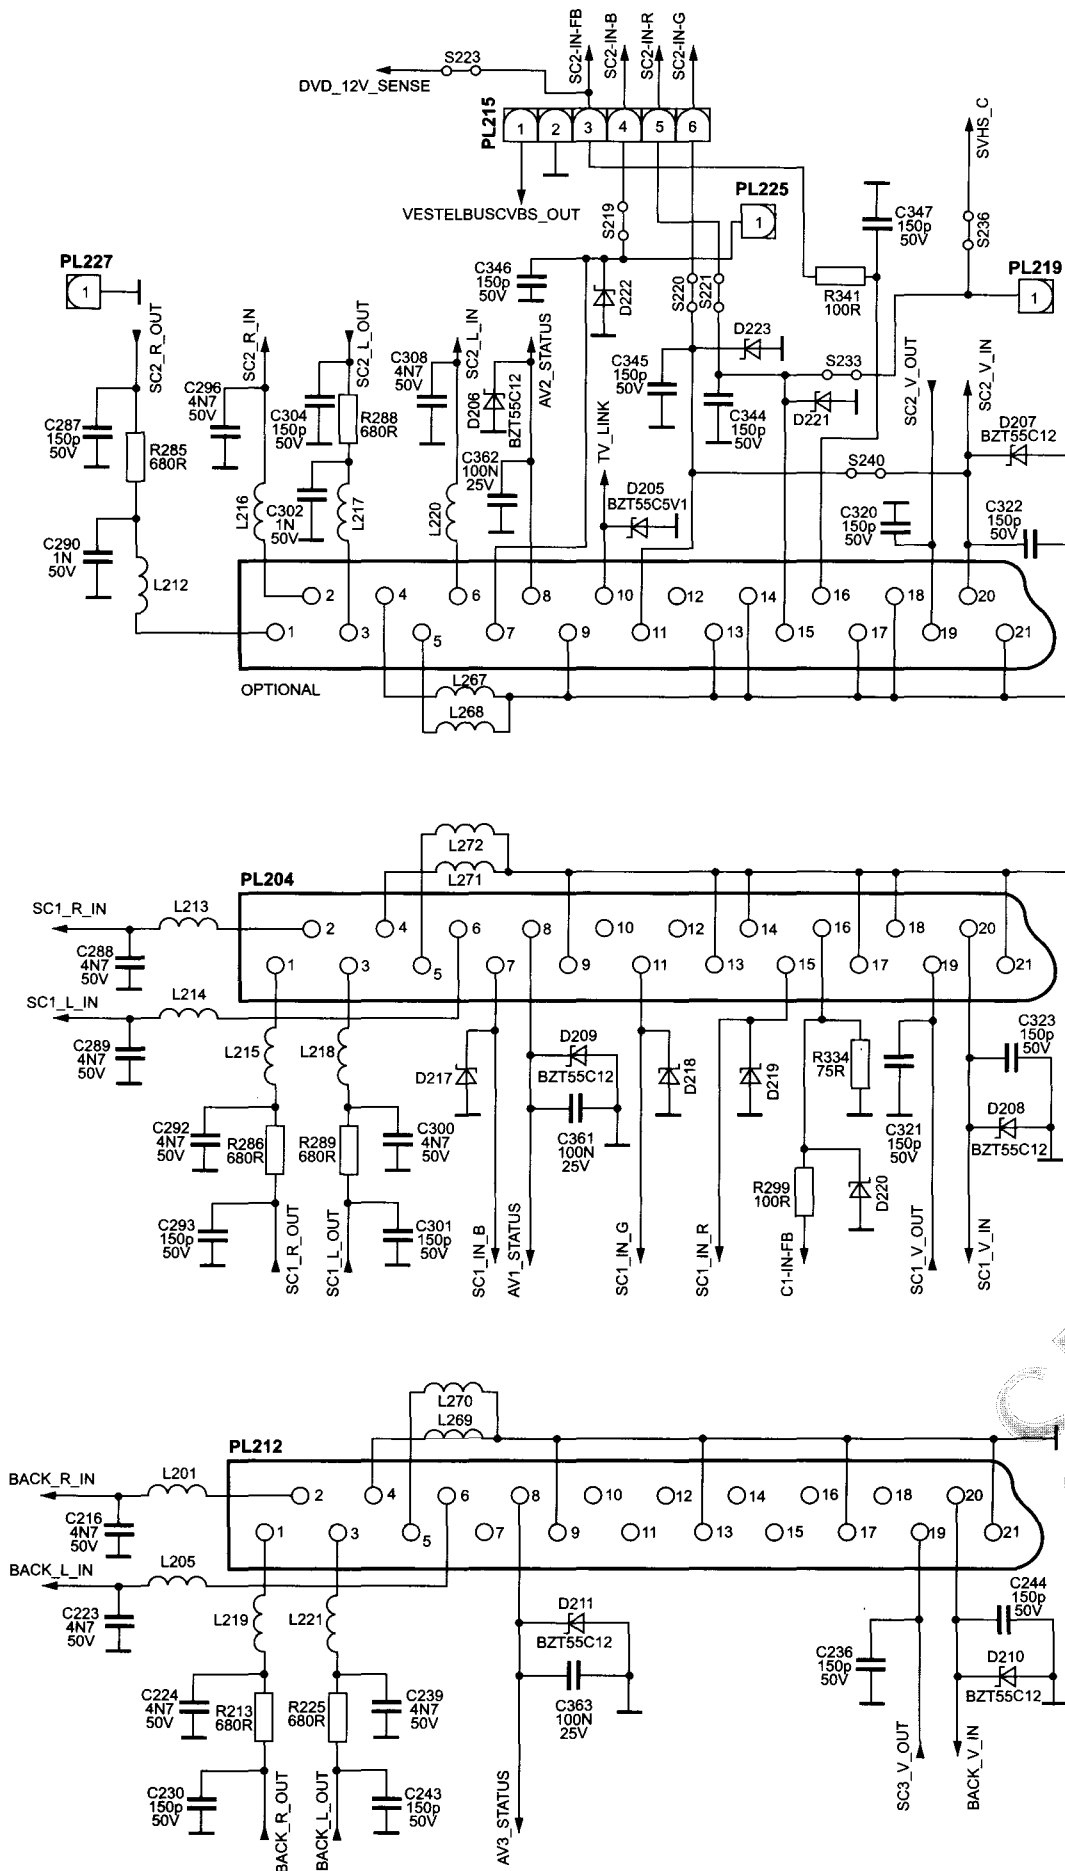 SC2-IN-FB
SC2-IN-B
SC2-IN-R
SC2-IN-G
S223
DVD_12V_SENSE
PL215
1
2
3
4
5
6
SVHS_C
VESTELBUSCVBS_OUT
S219
PL225
1
C347
150p
50V
S236
PL227
1
C346
150p
50V
D222
S220
S221
R341
100R
PL219
1
SC2_R_OUT
SC2_R_IN
SC2_L_OUT
SC2_L_IN
AV2_STATUS
D223
S233
SC2_V_OUT
SC2_V_IN
C296
4N7
50V
C304
150p
50V
R288
680R
C308
4N7
50V
D206
BZT55C12
C345
150p
50V
C344
150p
50V
D221
D207
BZT55C12
C287
150p
50V
R285
680R
C362
100N
25V
TV_LINK
S240
L216
C302
1N
50V
L217
L220
D205
BZT55C5V1
C320
150p
50V
C322
150p
50V
C290
1N
50V
L212
2
4
6
8
10
12
14
16
18
20
1
3
5
7
9
11
13
15
17
19
21
OPTIONAL
L267
L268
L272
L271
PL204
SC1_R_IN
L213
2
4
6
8
10
12
14
16
18
20
C288
4N7
50V
1
3
5
7
9
11
13
15
17
19
21
SC1_L_IN
L214
C289
4N7
50V
L215
L218
D217
D209
BZT55C12
D218
D219
R334
75R
C323
150p
50V
C292
4N7
50V
R286
680R
R289
680R
C300
4N7
50V
C361
100N
25V
C321
150p
50V
D208
BZT55C12
R299
100R
D220
C293
150p
50V
SC1_R_OUT
SC1_L_OUT
C301
150p
50V
SC1_IN_B
AV1_STATUS
SC1_IN_G
SC1_IN_R
C1-IN-FB
SC1_V_OUT
SC1_V_IN
L270
L269
PL212
BACK_R_IN
L201
2
4
6
8
10
12
14
16
18
20
C216
4N7
50V
1
3
5
7
9
11
13
15
17
19
21
BACK_L_IN
L205
C223
4N7
50V
L219
L221
D211
BZT55C12
C244
150p
50V
C224
4N7
50V
R213
680R
R225
680R
C239
4N7
50V
C363
100N
25V
C236
150p
50V
D210
BZT55C12
C230
150p
50V
BACK_R_OUT
BACK_L_OUT
C243
150p
50V
AV3_STATUS
SC3_V_OUT
BACK_V_IN